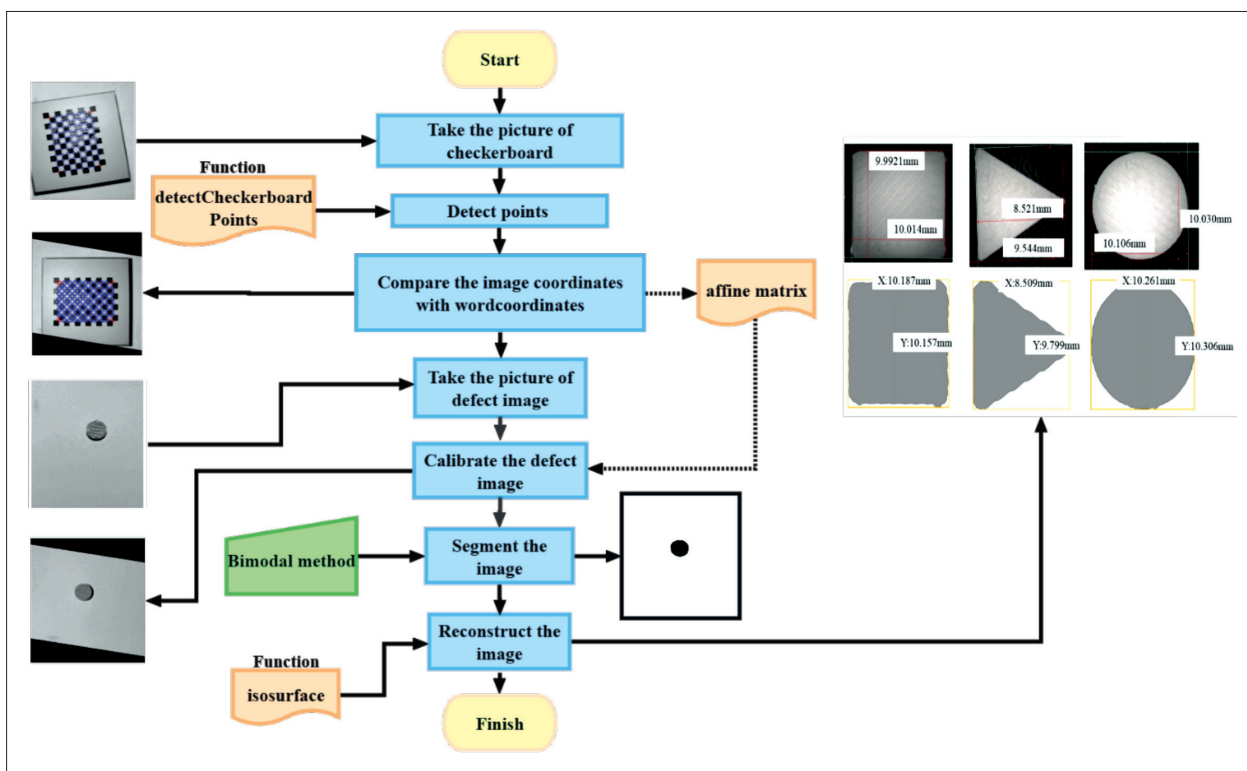 Start
Take the picture of
checkerboard
Function
detectCheckerboard
Points
Detect points
Compare the image coordinates
with wordcoordinates
affine matrix
Take the picture of
defect image
Calibrate the defect
image
Bimodal method
Segment the
image
Reconstruct the
image
Function
isosurface
Finish
9.9921mm
10.014mm
8.521mm
9.544mm
10.030mm
10.106mm
X:10.187mm
X:8.509mm
X:10.261mm
Y:10.157mm
Y:9.799mm
Y:10.306mm